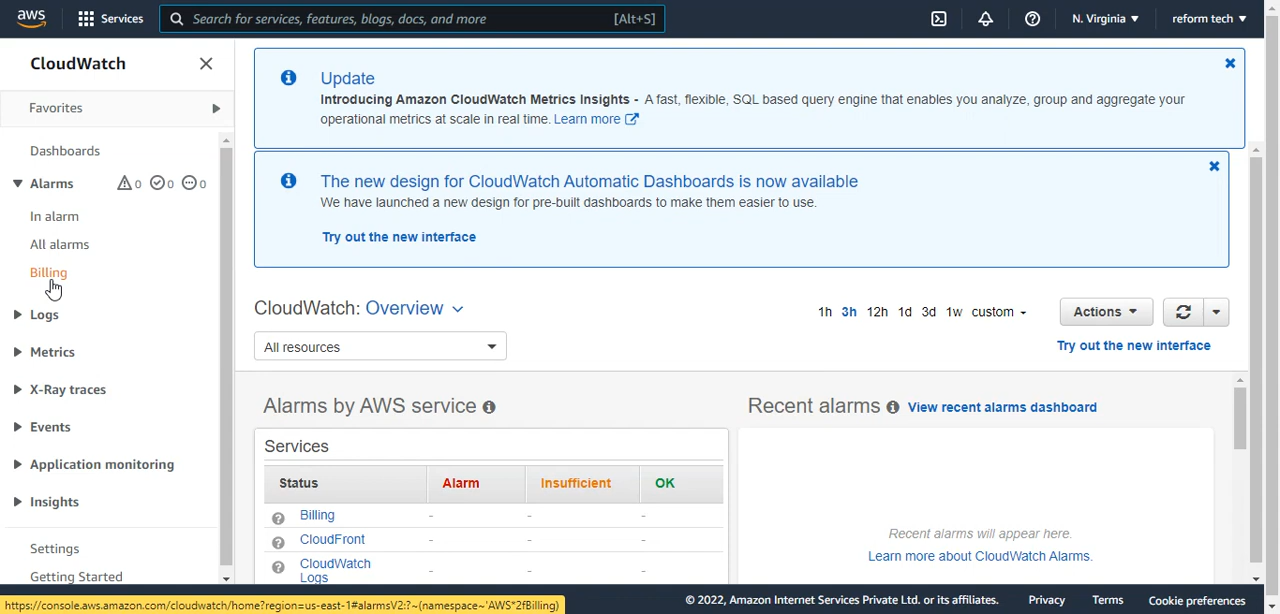 aws Services Search for services, features, blogs, docs, and more [Alt+S] N. Virginia reform tech
CloudWatch
Favorites
Dashboards
Alarms 0 0 0
In alarm
All alarms
Billing
Logs
Metrics
X-Ray traces
Events
Application monitoring
Insights
Settings
Getting Started
Update
Introducing Amazon CloudWatch Metrics Insights - A fast, flexible, SQL based query engine that enables you analyze, group and aggregate your
operational metrics at scale in real time. Learn more
The new design for CloudWatch Automatic Dashboards is now available
We have launched a new design for pre-built dashboards to make them easier to use.
Try out the new interface
CloudWatch: Overview
1h 3h 12h 1d 3d 1w custom Actions
All resources
Try out the new interface
Alarms by AWS service
Services
Status Alarm Insufficient OK
Billing - - -
CloudFront - - -
CloudWatch
Logs - - -
Recent alarms View recent alarms dashboard
Recent alarms will appear here.
Learn more about CloudWatch Alarms.
https://console.aws.amazon.com/cloudwatch/home?region=us-east-1#alarmsV2:?~(namespace~'AWS*2fBilling)
© 2022, Amazon Internet Services Private Ltd. or its affiliates. Privacy Terms Cookie preferences